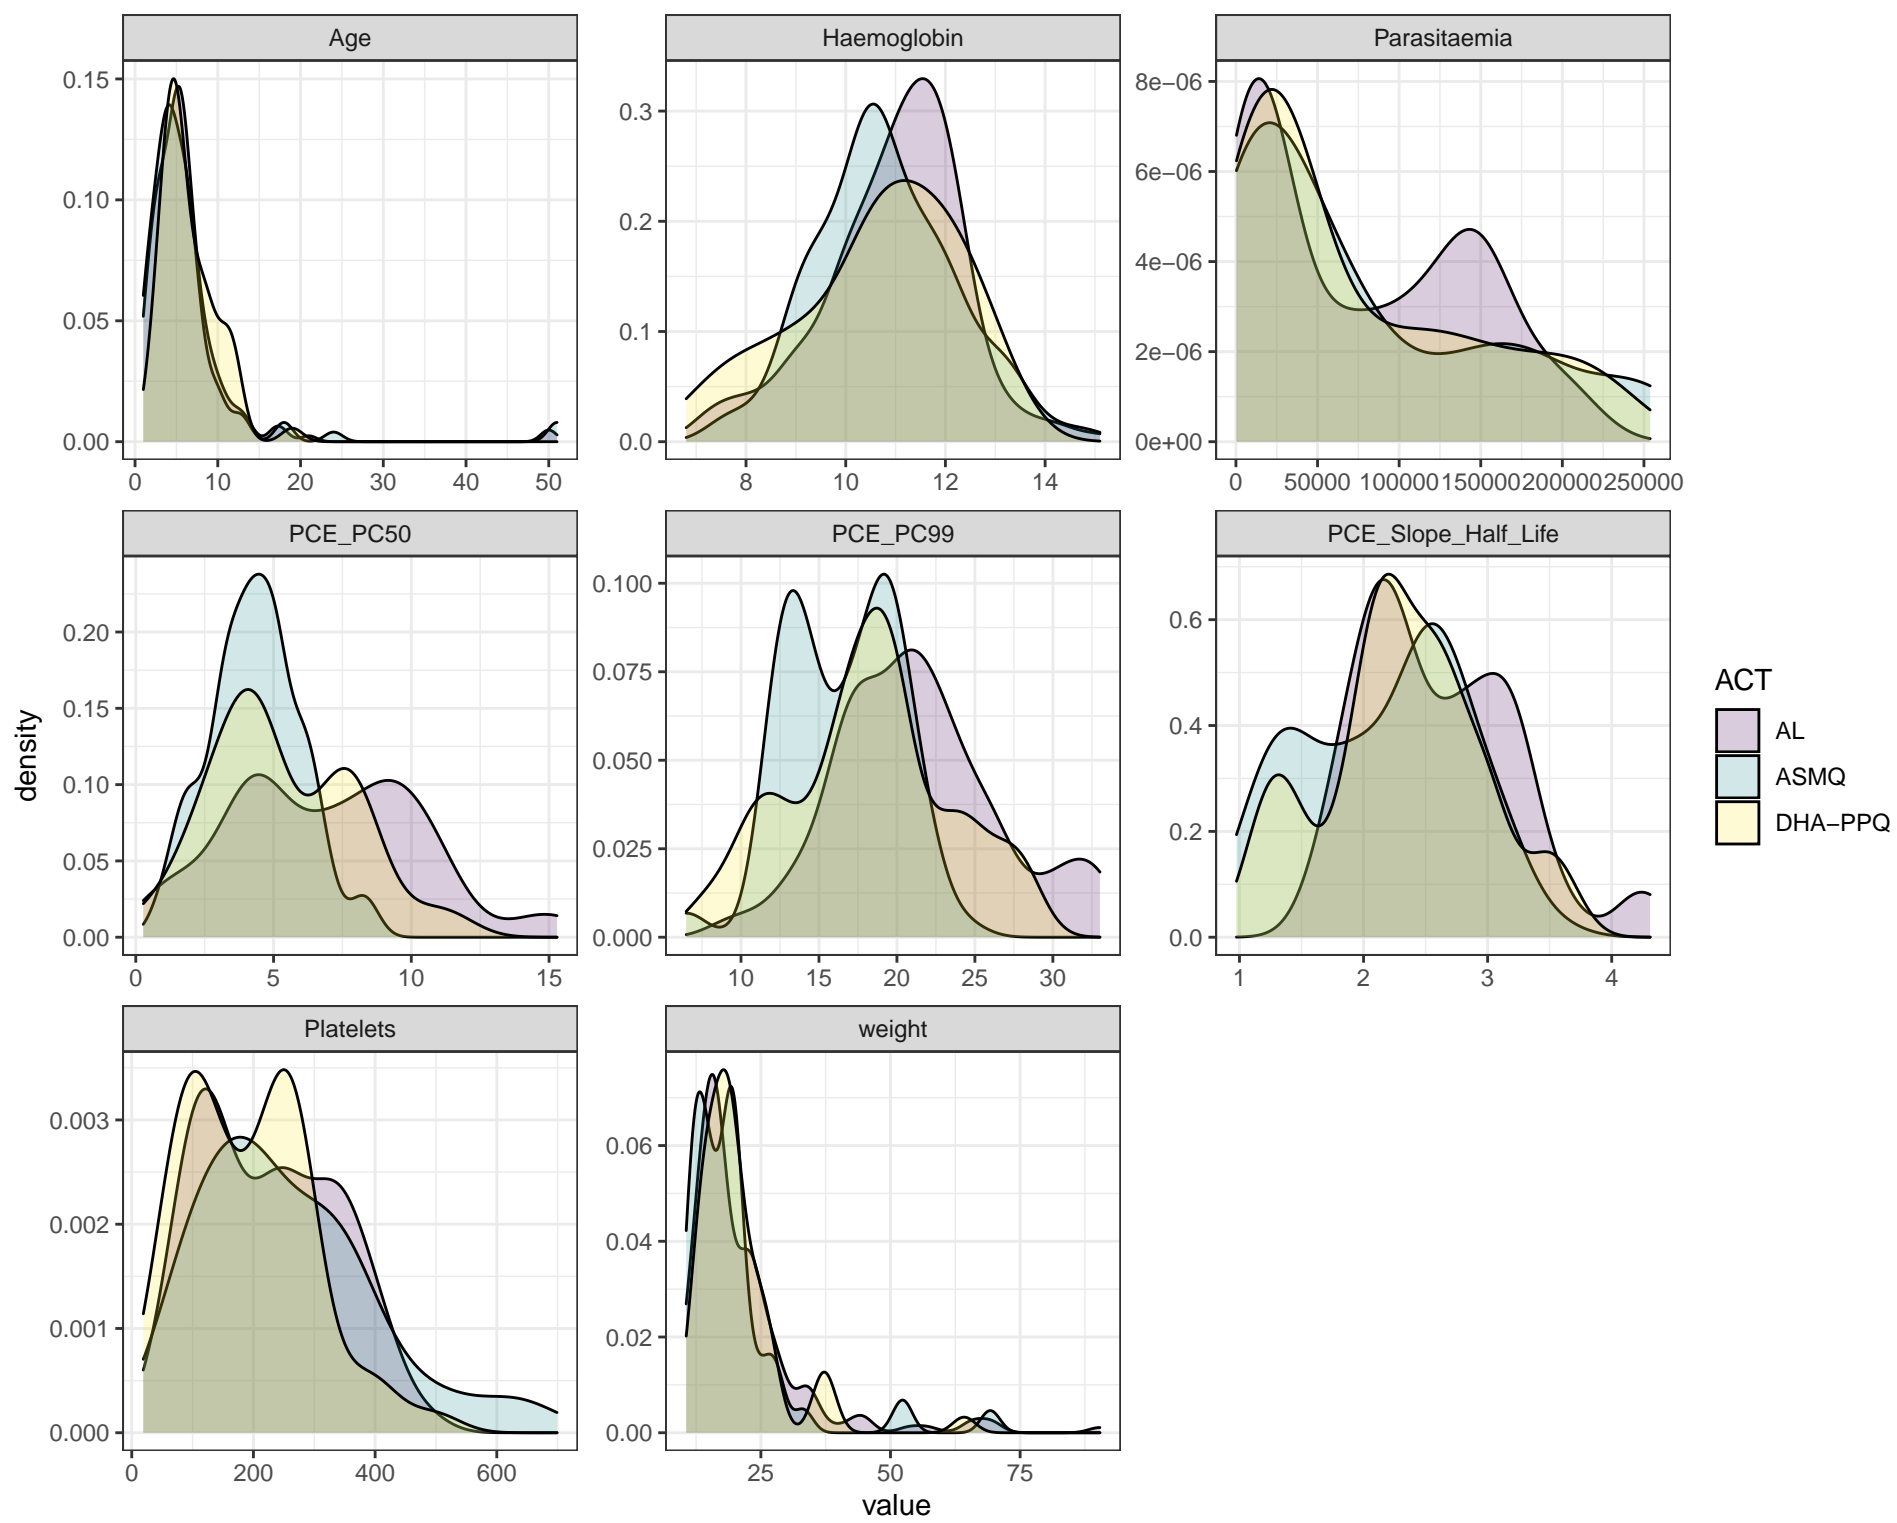 Age
Haemoglobin
Parasitaemia
0.15
0.10
0.05
0.00
0 10 20 30 40 50
0.3
0.2
0.1
0.0
8 10 12 14
8e−06
6e−06
4e−06
2e−06
0e+00
0 50000 100000 150000 200000 250000
PCE_PC50
PCE_PC99
PCE_Slope_Half_Life
0.20
0.15
0.10
0.05
0.00
0 5 10 15
0.100
0.075
0.050
0.025
0.000
10 15 20 25 30
0.6
0.4
0.2
0.0
1 2 3 4
Platelets
weight
0.003
0.002
0.001
0.000
0 200 400 600
0.06
0.04
0.02
0.00
25 50 75
density
value
ACT
AL
ASMQ
DHA−PPQ